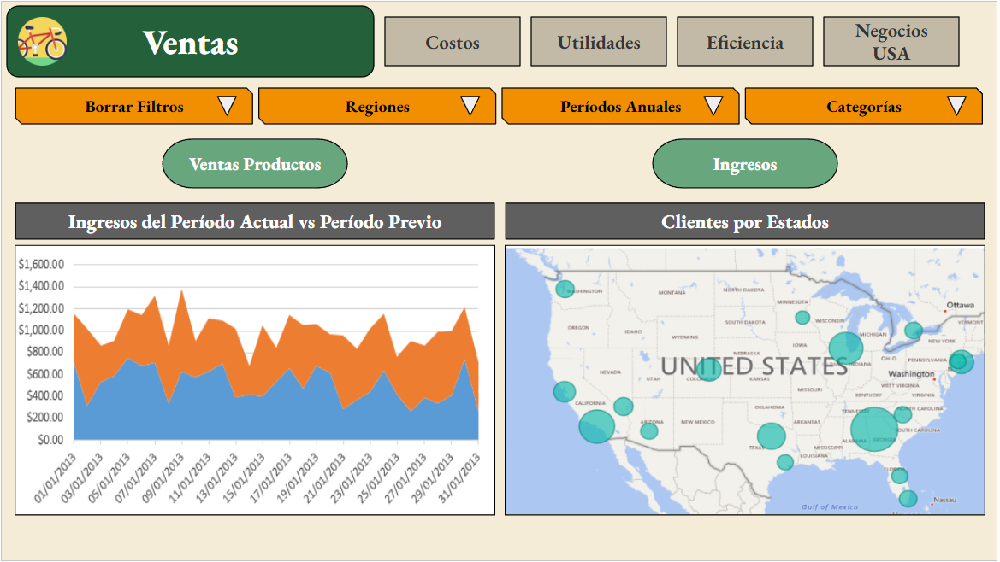 Ventas
Costos
Utilidades
Eficiencia
Negocios
USA
Borrar Filtros
Regiones
Períodos Anuales
Categorías
Ventas Productos
Ingresos
Ingresos del Período Actual vs Período Previo
$1,600.00
$1,400.00
$1,200.00
$1,000.00
$800.00
$600.00
$400.00
$200.00
$0.00
01/01/2013
03/01/2013
05/01/2013
07/01/2013
09/01/2013
11/01/2013
13/01/2013
15/01/2013
17/01/2013
19/01/2013
21/01/2013
23/01/2013
25/01/2013
27/01/2013
29/01/2013
31/01/2013
Clientes por Estados
WASHINGTON
MONTANA
NORTH DAKOTA
MINNESOTA
Ottawa
OREGON
IDAHO
SOUTH DAKOTA
WISCONSIN
MICHIGAN
VERMONT
WYOMING
IOWA
NEW YORK
NEBRASKA
UNITED STATES
INDIANA
OHIO
PENNSYLVANIA
NEVADA
UTAH
KANSAS
Washington
MISSOURI
WEST VIRGINIA
CALIFORNIA
KENTUCKY
VIRGINIA
OKLAHOMA
ARIZONA
NEW MEXICO
ARKANSAS
NORTH CAROLINA
SOUTH CAROLINA
TEXAS
MISSISSIPPI
GEORGIA
LOUISIANA
Gulf of Mexico
Nassau